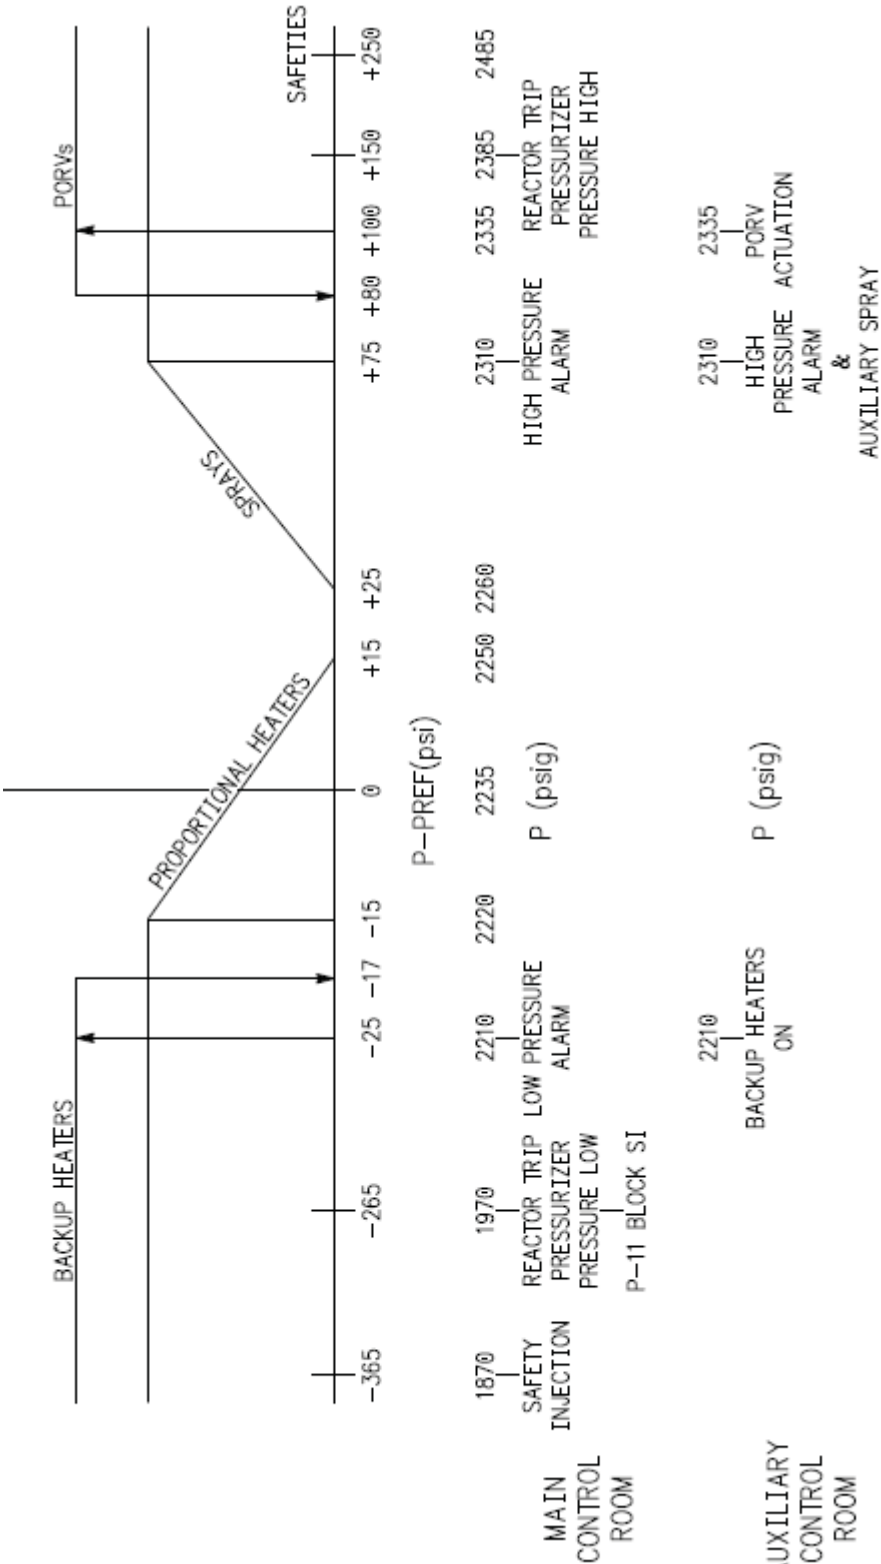 BACKUP HEATERS
PROPORTIONAL HEATERS
SPRAYS
PORVs
SAFETIES
-365 -265 -25 -17 -15 0 +15 +25 +75 +80 +100 +150 +250
P-PREF(psi)
MAIN
CONTROL
ROOM
1870
SAFETY
INJECTION
1970
REACTOR TRIP
PRESSURIZER
PRESSURE LOW
P-11 BLOCK SI
2210
LOW PRESSURE
ALARM
2220
2235
P (psig)
2250
2260
2310
HIGH PRESSURE
ALARM
2335
2385
REACTOR TRIP
PRESSURIZER
PRESSURE HIGH
2485
UXILIARY
CONTROL
ROOM
2210
BACKUP HEATERS
ON
P (psig)
2310
HIGH
PRESSURE
ALARM
&
AUXILIARY SPRAY
2335
PORV
ACTUATION